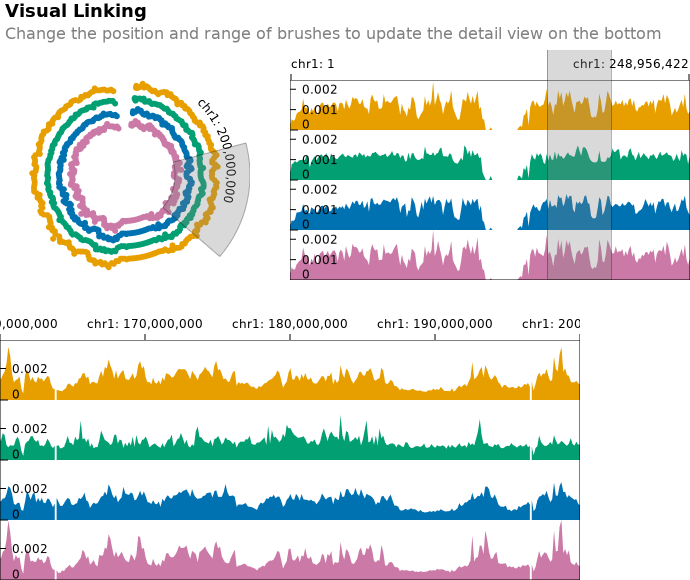 Visual Linking
Change the position and range of brushes to update the detail view on the bottom
chr1: 1
chr1: 248,956,422
chr1: 200,000,000
0.002
0.001
0
0.002
0.001
0
0.002
0.001
0
0.002
0.001
0
0,000,000
chr1: 170,000,000
chr1: 180,000,000
chr1: 190,000,000
chr1: 200
0.002
0
0.002
0
0.002
0
0.002
0